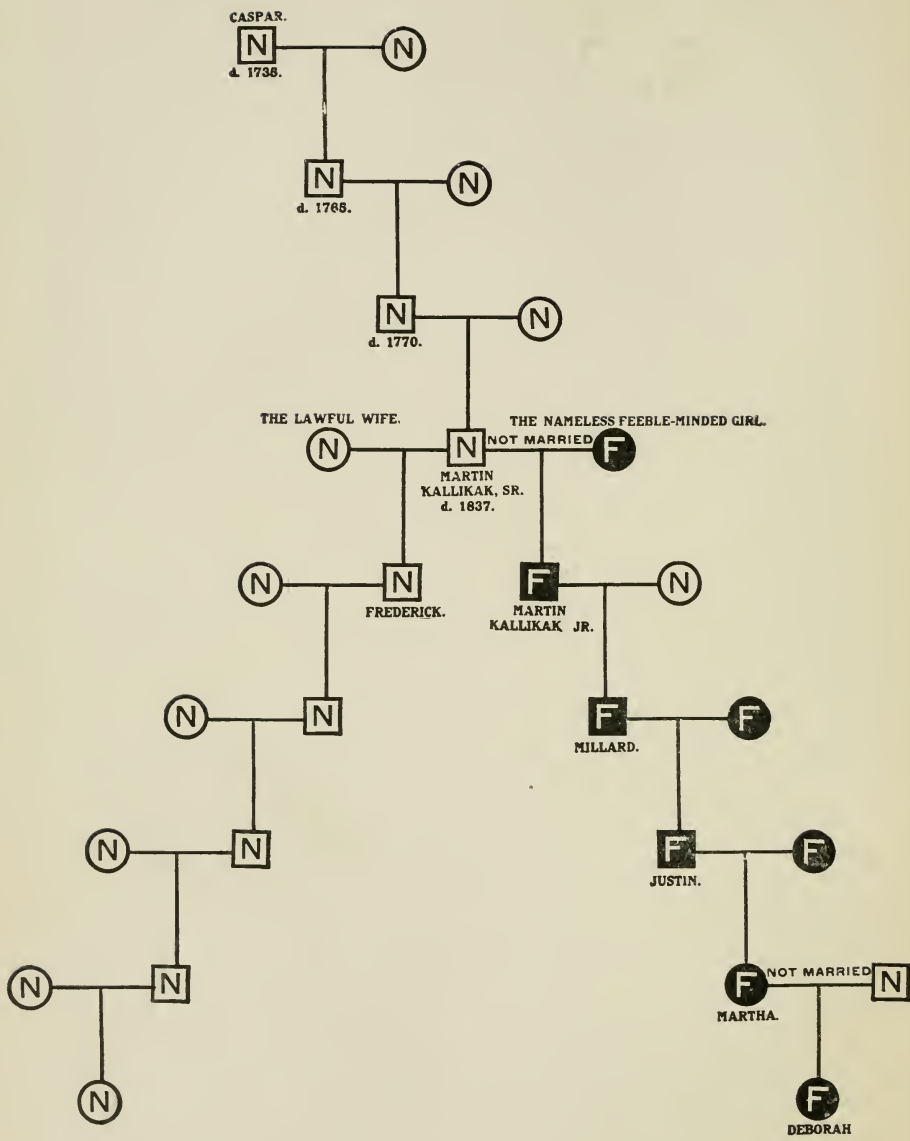 CASPAR.
N N
d. 1738.
N N
d. 1765.
N N
d. 1770.
THE LAWFUL WIFE. THE NAMELESS FEEBLE-MINDED GIRL.
N N NOT MARRIED F
MARTIN
KALLIKAK, SR.
d. 1837.
N N F N
FREDERICK. MARTIN
KALLIKAK JR.
N N F F
MILLARD.
N N F F
JUSTIN.
N N F NOT MARRIED N
MARTHA.
N F
DEBORAH